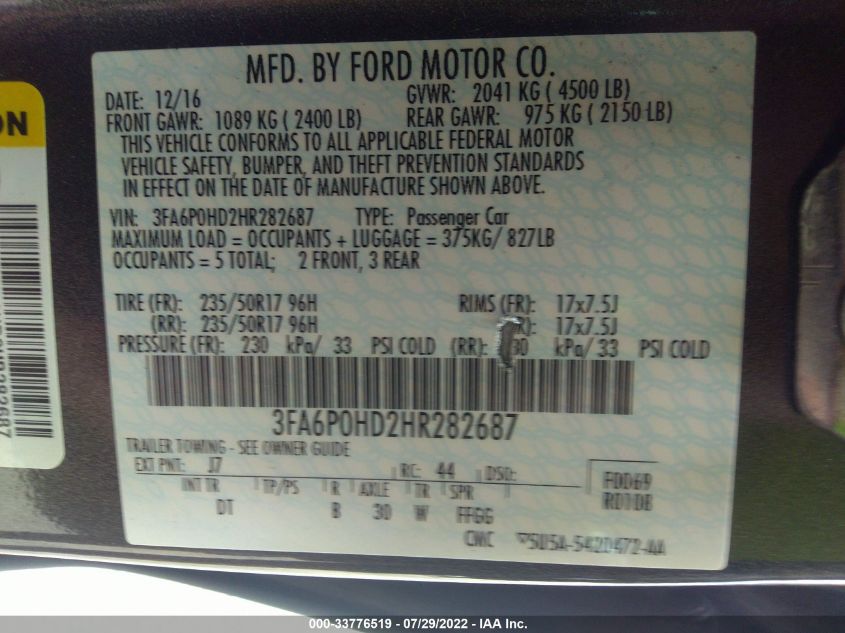 MFD. BY FORD MOTOR CO.
DATE: 12/16 GVWR: 2041 KG ( 4500 LB)
FRONT GAWR: 1089 KG ( 2400 LB) REAR GAWR: 975 KG ( 2150 LB)
THIS VEHICLE CONFORMS TO ALL APPLICABLE FEDERAL MOTOR
VEHICLE SAFETY, BUMPER, AND THEFT PREVENTION STANDARDS
IN EFFECT ON THE DATE OF MANUFACTURE SHOWN ABOVE.
VIN: 3FA6P0HD2HR282687 TYPE: Passenger Car
MAXIMUM LOAD = OCCUPANTS + LUGGAGE = 375KG/ 827LB
OCCUPANTS = 5 TOTAL; 2 FRONT, 3 REAR
TIRE (FR): 235/50R17 96H RIMS (FR): 17x7.5J
(RR): 235/50R17 96H 17x7.5J
PRESSURE (FR): 230 kPa/ 33 PSI COLD (RR): kPa/ 33 PSI COLD
3FA6P0HD2HR282687
TRAILER TOWING - SEE OWNER GUIDE
EXT PNT: J7 RC: 44 DSO:
FDD69
INT TR TP/PS R AXLE TR SPR
RD1DB
DT B 30 W FFGG
CWC
000-33776519 - 07/29/2022 - IAA Inc.